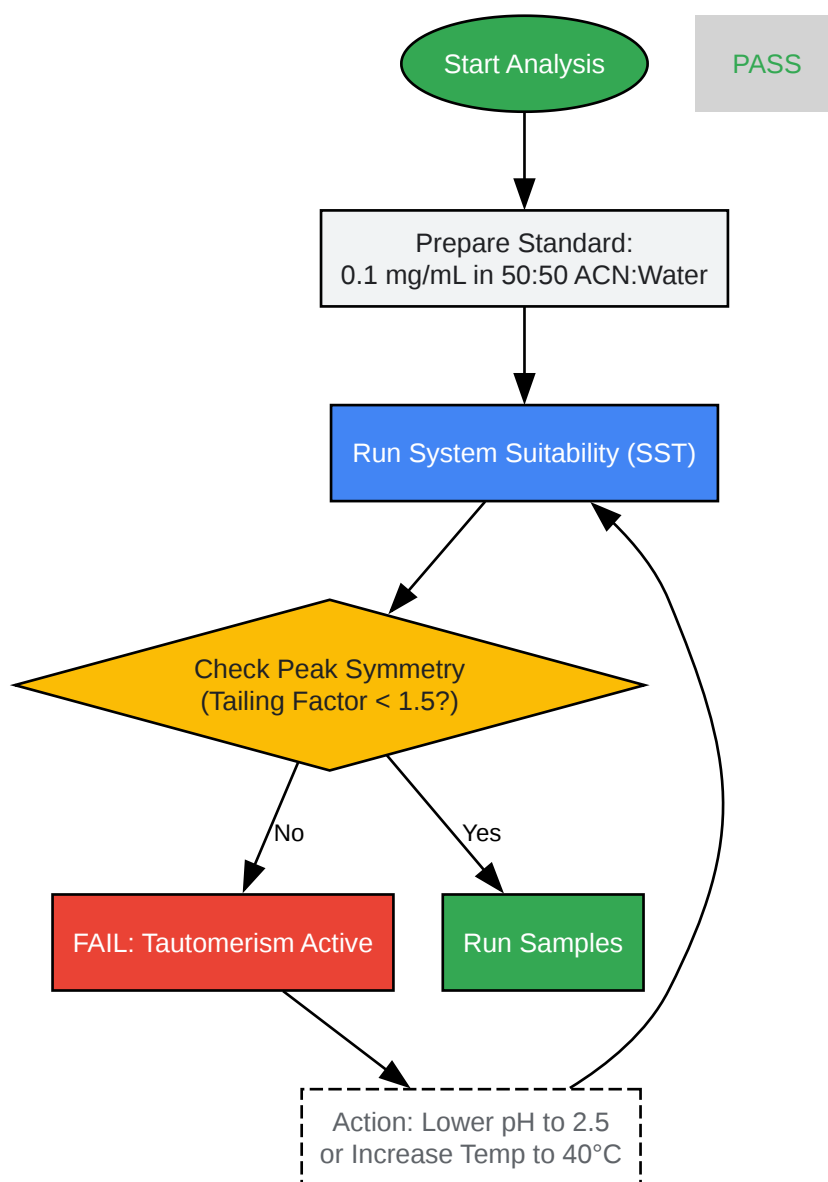 Start Analysis
PASS
Prepare Standard:
0.1 mg/mL in 50:50 ACN:Water
Run System Suitability (SST)
Check Peak Symmetry
(Tailing Factor < 1.5?)
No
Yes
FAIL: Tautomerism Active
Run Samples
Action: Lower pH to 2.5
or Increase Temp to 40°C